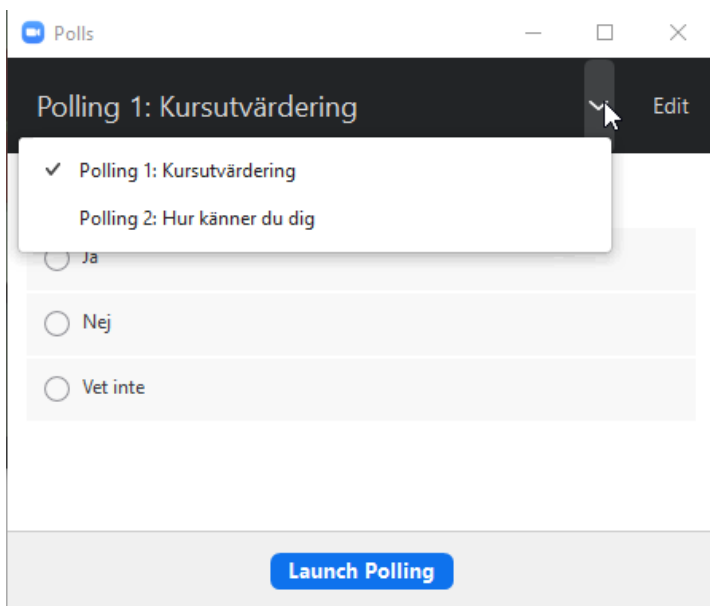 Polls
Polling 1: Kursutvärdering
Edit
Polling 1: Kursutvärdering
Polling 2: Hur känner du dig
Ja
Nej
Vet inte
Launch Polling